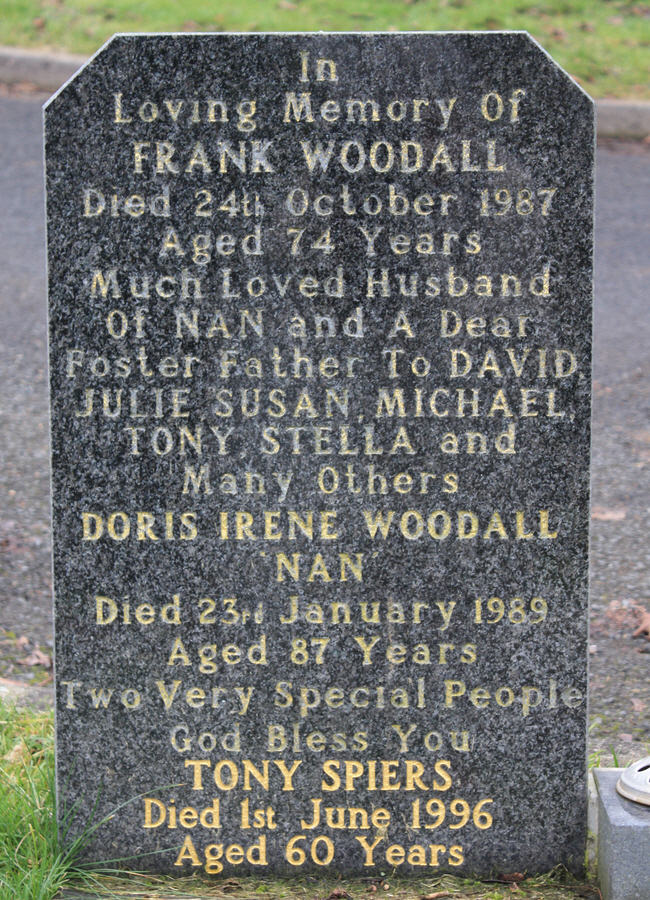 In
Loving Memory Of
FRANK WOODALL
Died 24th October 1987
Aged 74 Years
Much Loved Husband
Of NAN and A Dear
Foster Father To DAVID
JULIE SUSAN, MICHAEL,
TONY, STELLA and
Many Others
DORIS IRENE WOODALL
'NAN'
Died 23rd January 1989
Aged 87 Years
Two Very Special People
God Bless You
TONY SPIERS
Died 1st June 1996
Aged 60 Years